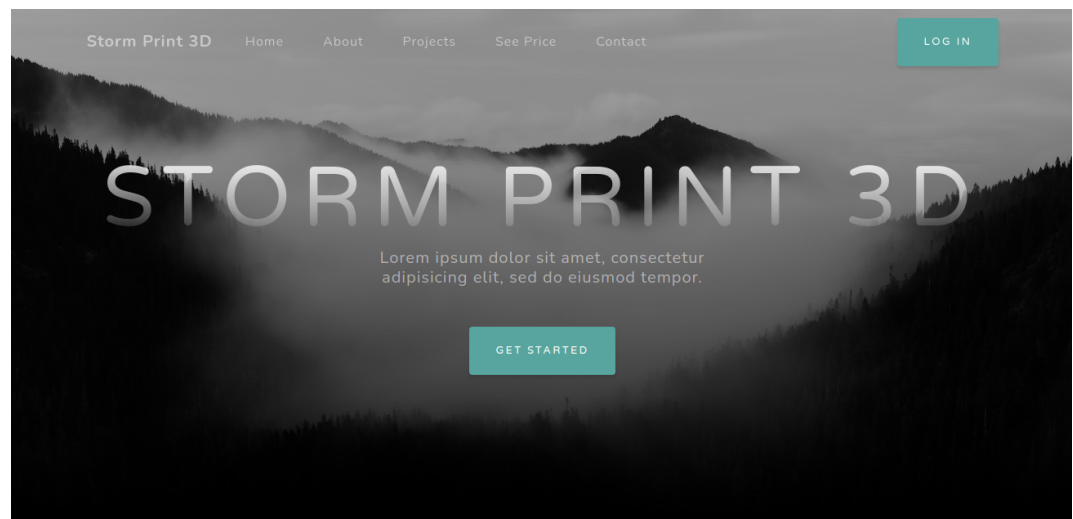 Storm Print 3D
Home
About
Projects
See Price
Contact
LOG IN
STORM PRINT 3D
Lorem ipsum dolor sit amet, consectetur
adipisicing elit, sed do eiusmod tempor.
GET STARTED